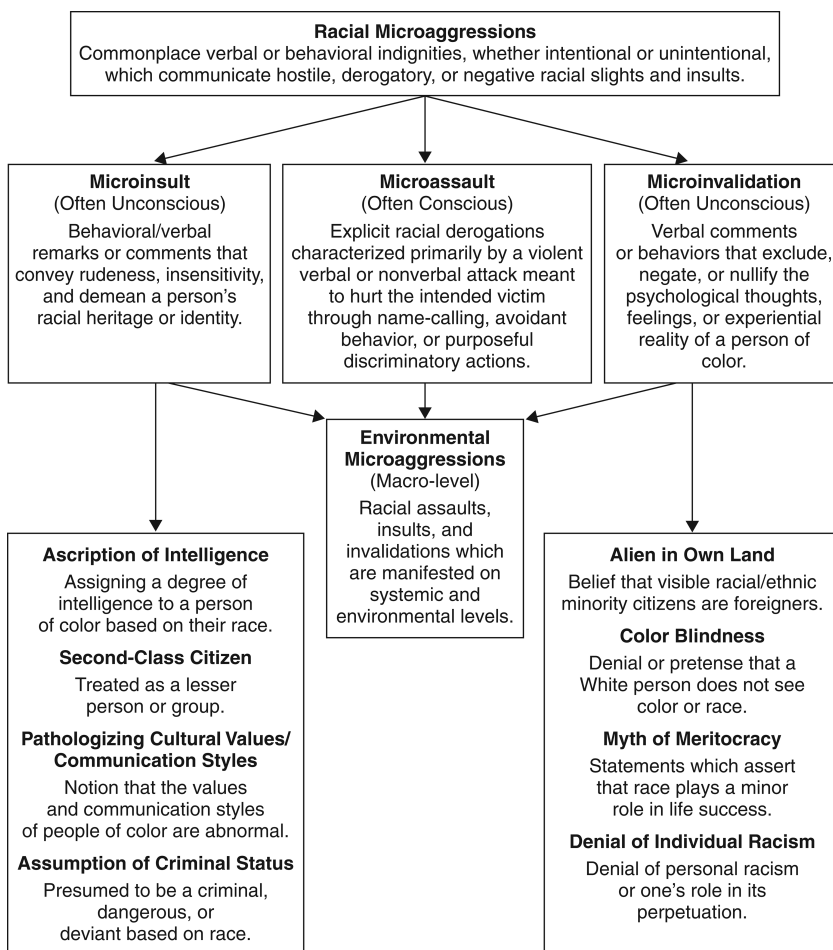 Racial Microaggressions
Commonplace verbal or behavioral indignities, whether intentional or unintentional,
which communicate hostile, derogatory, or negative racial slights and insults.
Microinsult
(Often Unconscious)
Behavioral/verbal
remarks or comments that
convey rudeness, insensitivity,
and demean a person's
racial heritage or identity.
Microassault
(Often Conscious)
Explicit racial derogations
characterized primarily by a violent
verbal or nonverbal attack meant
to hurt the intended victim
through name-calling, avoidant
behavior, or purposeful
discriminatory actions.
Microinvalidation
(Often Unconscious)
Verbal comments
or behaviors that exclude,
negate, or nullify the
psychological thoughts,
feelings, or experiential
reality of a person of
color.
Environmental
Microaggressions
(Macro-level)
Racial assaults,
insults, and
invalidations which
are manifested on
systemic and
environmental levels.
Ascription of Intelligence
Assigning a degree of
intelligence to a person
of color based on their race.
Second-Class Citizen
Treated as a lesser
person or group.
Pathologizing Cultural Values/
Communication Styles
Notion that the values
and communication styles
of people of color are abnormal.
Assumption of Criminal Status
Presumed to be a criminal,
dangerous, or
deviant based on race.
Alien in Own Land
Belief that visible racial/ethnic
minority citizens are foreigners.
Color Blindness
Denial or pretense that a
White person does not see
color or race.
Myth of Meritocracy
Statements which assert
that race plays a minor
role in life success.
Denial of Individual Racism
Denial of personal racism
or one's role in its
perpetuation.